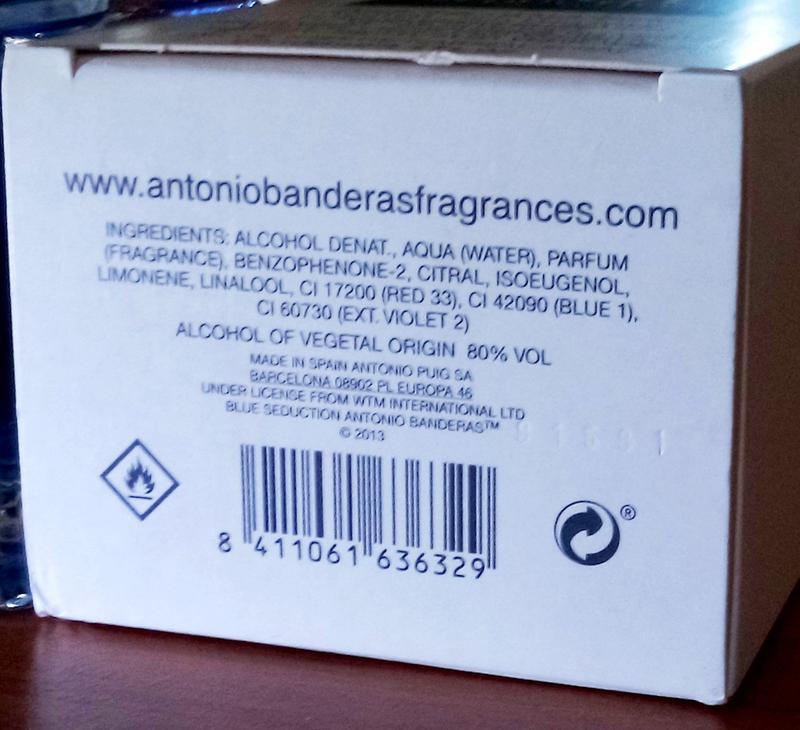 www.antoniobanderasfragrances.com
INGREDIENTS: ALCOHOL DENAT., AQUA (WATER), PARFUM
(FRAGRANCE), BENZOPHENONE-2, CITRAL, ISOEUGENOL,
LIMONENE, LINALOOL, CI 17200 (RED 33), CI 42090 (BLUE 1),
CI 60730 (EXT. VIOLET 2)
ALCOHOL OF VEGETAL ORIGIN 80% VOL
MADE IN SPAIN ANTONIO PUIG SA
BARCELONA 08902 PL EUROPA 46
UNDER LICENSE FROM WTM INTERNATIONAL LTD
BLUE SEDUCTION ANTONIO BANDERAS™
© 2013
®
8 411061 636329